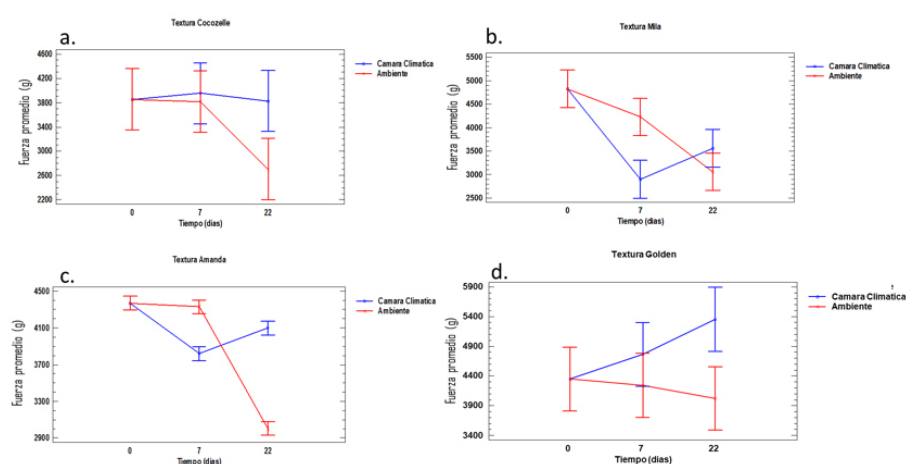 Textura Cocozelle
a.
Camara Climatica
Ambiente
Fuerza promedio (g)
4600
4200
3800
3400
3000
2600
2200
0 7 22
Tiempo (dias)
Textura Mila
b.
Camara Climatica
Ambiente
Fuerza promedio (g)
5500
5000
4500
4000
3500
3000
2500
0 7 22
Tiempo (dias)
Textura Amanda
c.
Camara Climatica
Ambiente
Fuerza promedio (g)
4500
4100
3700
3300
2900
0 7 22
Tiempo (dias)
Textura Golden
d.
Camara Climatica
Ambiente
Fuerza promedio (g)
5900
5400
4900
4400
3900
3400
0 7 22
Tiempo (dias)